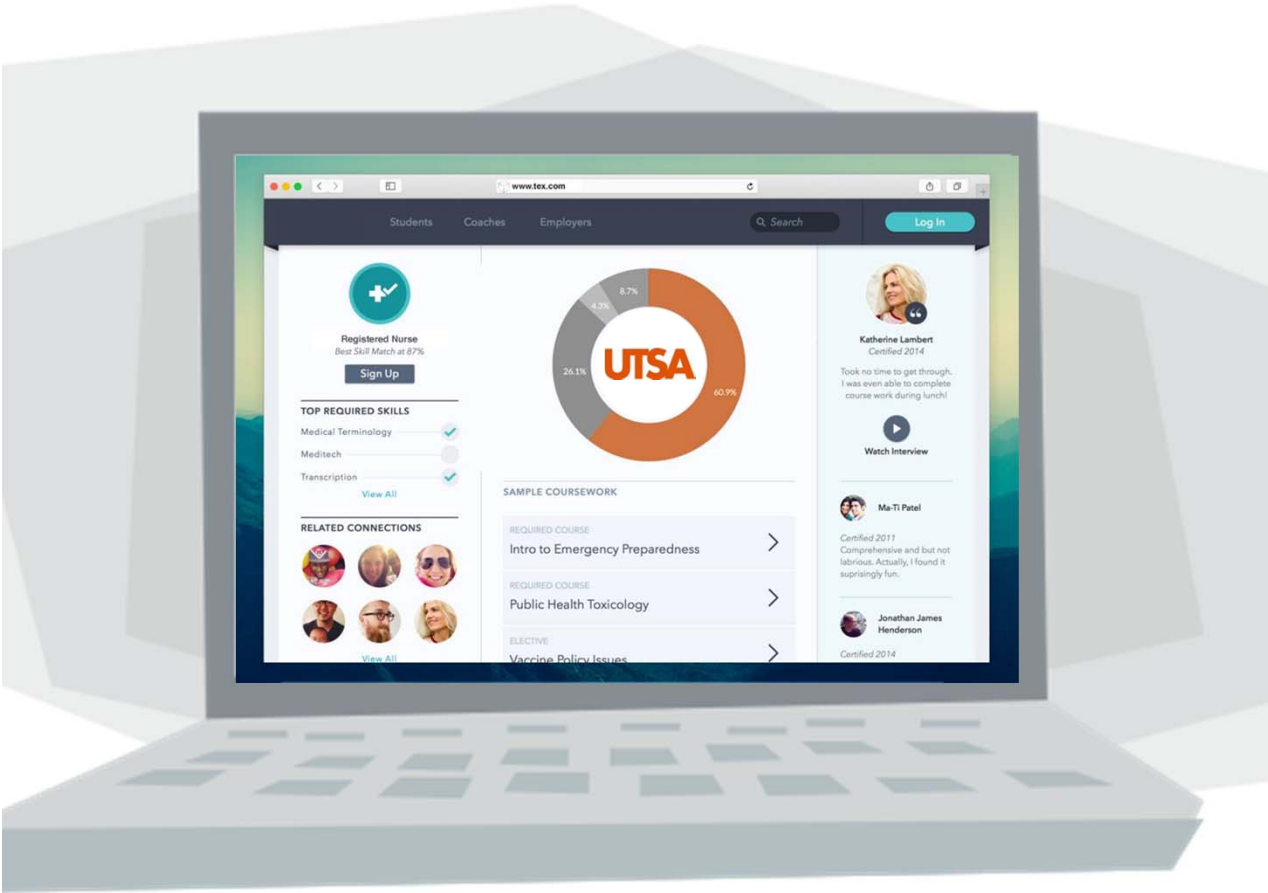 www.tex.com
Students
Coaches
Employers
Search
Log In
Registered Nurse
Best Skill Match at 87%
Sign Up
TOP REQUIRED SKILLS
Medical Terminology
Meditech
Transcription
View All
RELATED CONNECTIONS
View All
8.7%
4.3%
26.1%
UTSA
60.9%
SAMPLE COURSEWORK
REQUIRED COURSE
Intro to Emergency Preparedness
REQUIRED COURSE
Public Health Toxicology
ELECTIVE
Vaccine Policy Issues
Katherine Lambert
Certified 2014
Took no time to get through.
I was even able to complete
course work during lunch!
Watch Interview
Ma-Ti Patel
Certified 2011
Comprehensive and but not
labrious. Actually, I found it
suprisingly fun.
Jonathan James
Henderson
Certified 2014